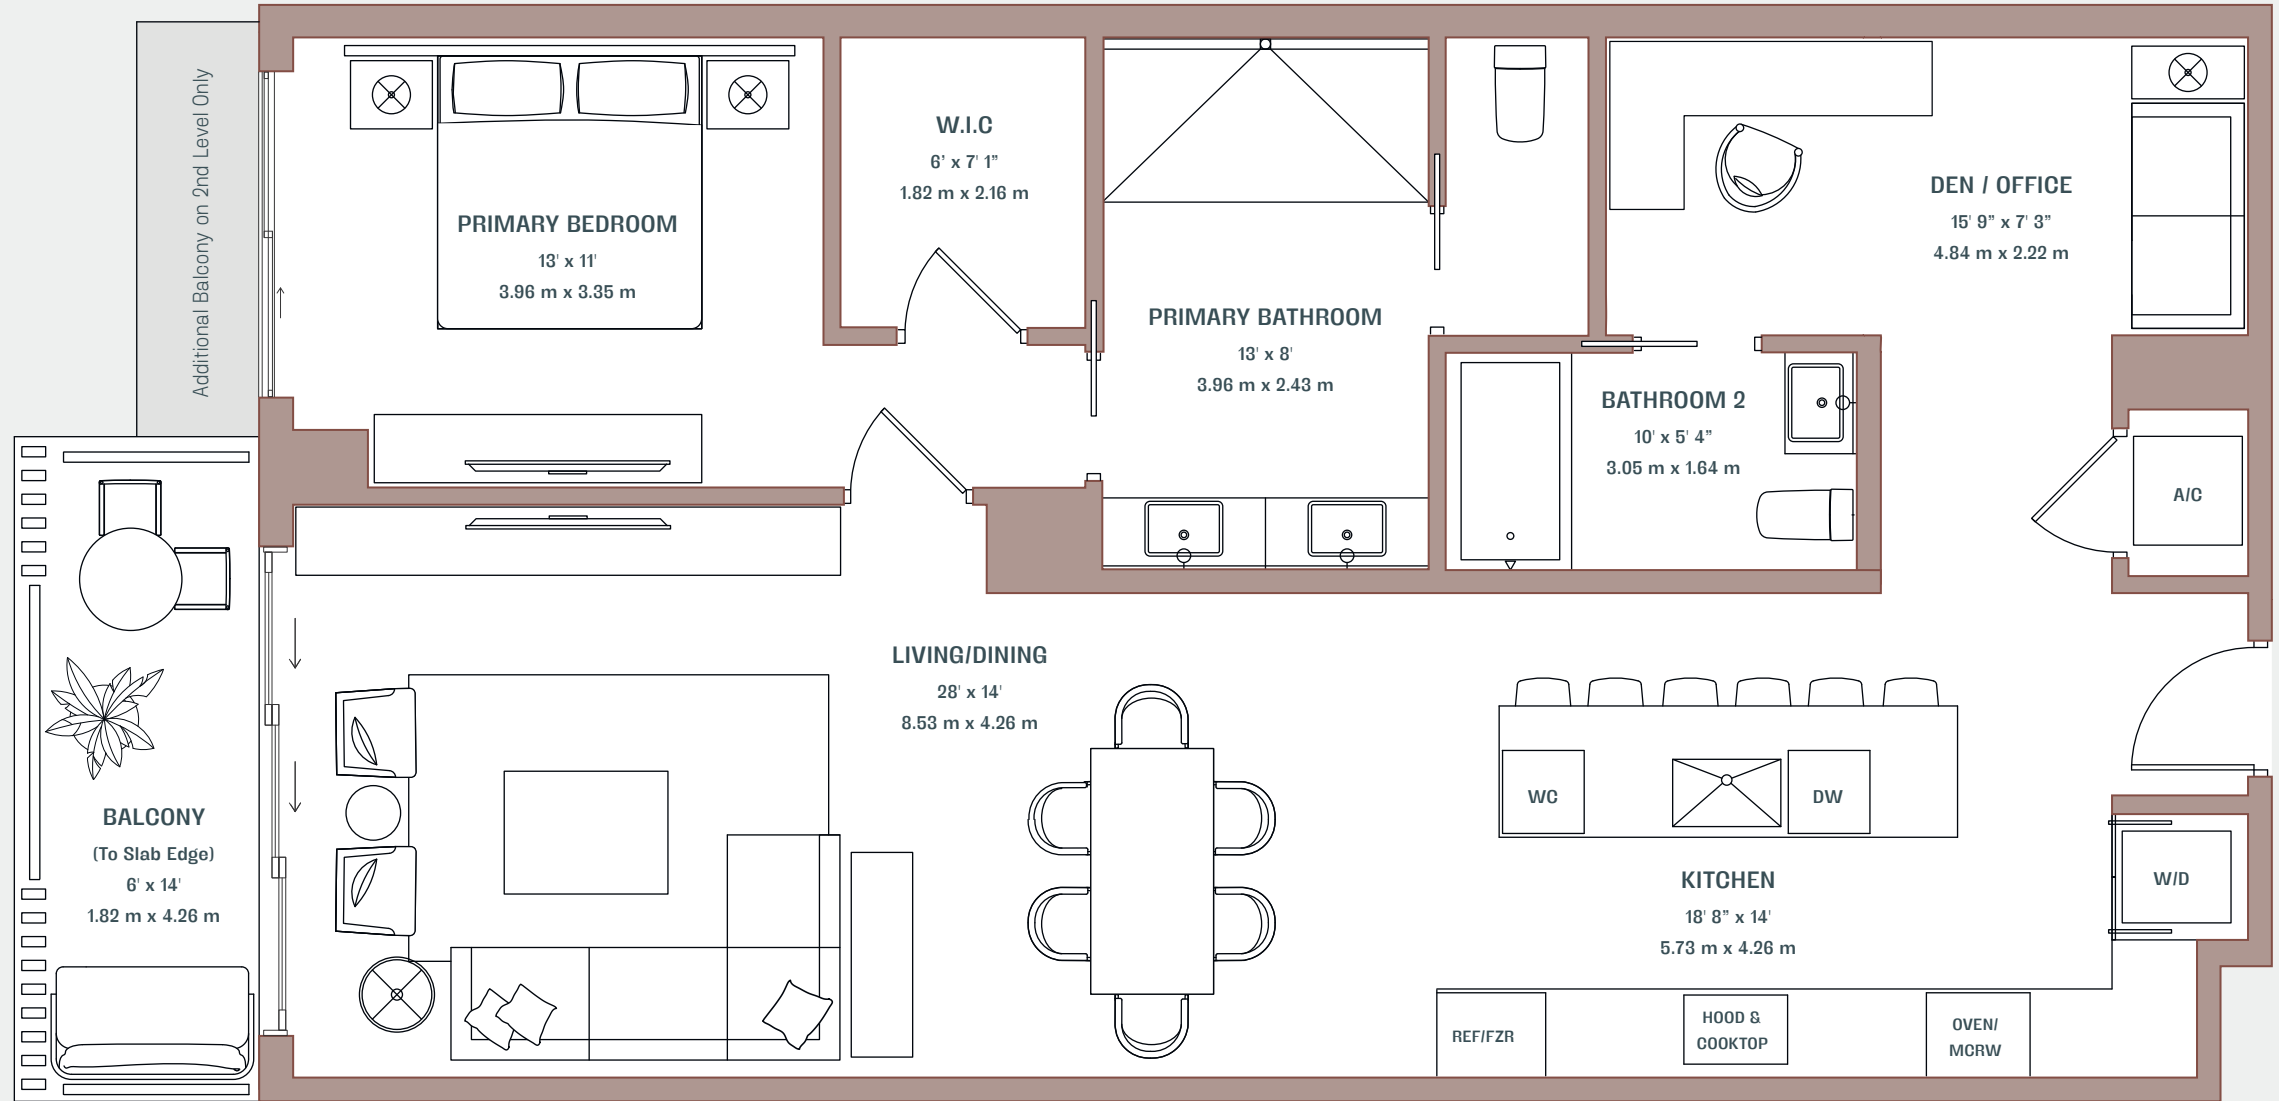 Additional Balcony on 2nd Level Only
PRIMARY BEDROOM
13' x 11'
3.96 m x 3.35 m
W.I.C
6’ x 7' 1”
1.82 m x 2.16 m
PRIMARY BATHROOM
13' x 8'
3.96 m x 2.43 m
DEN / OFFICE
15' 9” x 7' 3”
4.84 m x 2.22 m
BATHROOM 2
10' x 5' 4”
3.05 m x 1.64 m
A/C
LIVING/DINING
28' x 14'
8.53 m x 4.26 m
BALCONY
(To Slab Edge)
6' x 14'
1.82 m x 4.26 m
WC
DW
KITCHEN
18' 8” x 14'
5.73 m x 4.26 m
W/D
REF/FZR
HOOD &
COOKTOP
OVEN/
MCRW